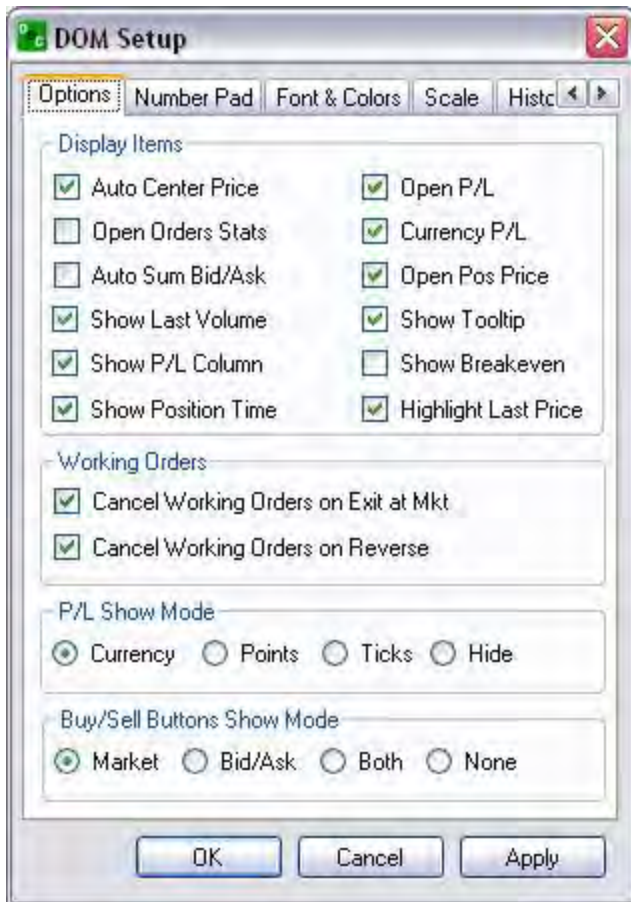 DOM Setup
Options Number Pad Font & Colors Scale Histc
Display Items
Auto Center Price Open P/L
Open Orders Stats Currency P/L
Auto Sum Bid/Ask Open Pos Price
Show Last Volume Show Tooltip
Show P/L Column Show Breakeven
Show Position Time Highlight Last Price
Working Orders
Cancel Working Orders on Exit at Mkt
Cancel Working Orders on Reverse
P/L Show Mode
Currency Points Ticks Hide
Buy/Sell Buttons Show Mode
Market Bid/Ask Both None
OK Cancel Apply